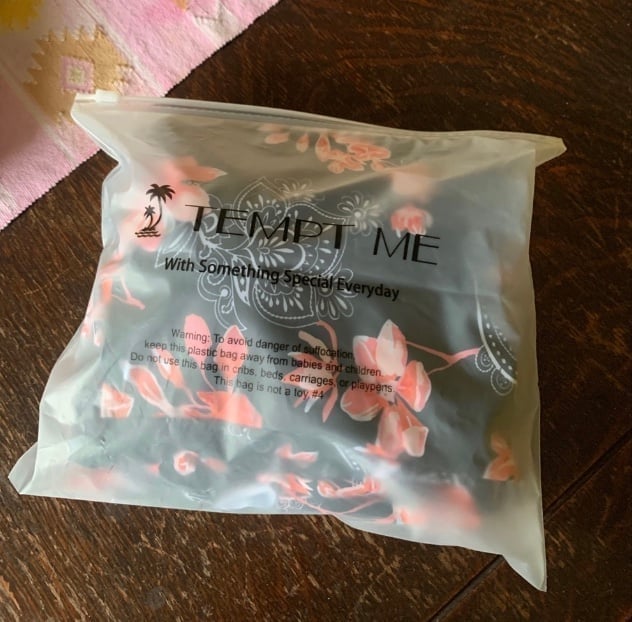 TEMPT ME
With Something Special Everyday
Warning: To avoid danger of suffocation,
keep this plastic bag away from babies and children.
Do not use this bag in cribs, beds, carriages, or playpens.
This bag is not a toy, #4